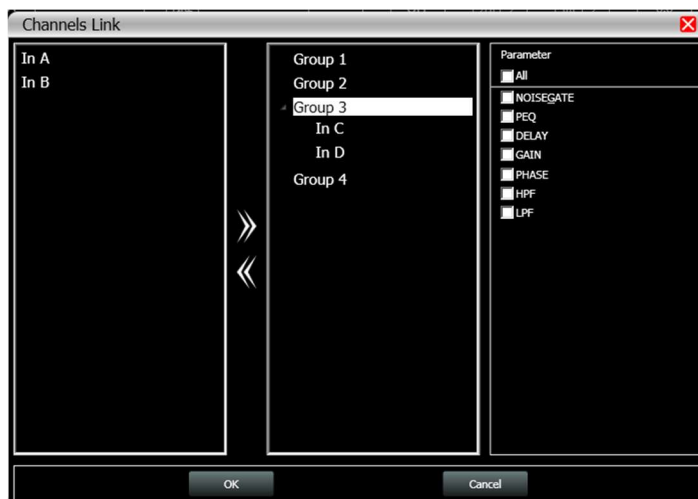 Channels Link
In A
In B
Group 1
Group 2
Group 3
In C
In D
Group 4
Parameter
All
NOISEGATE
PEQ
DELAY
GAIN
PHASE
HPF
LPF
OK
Cancel